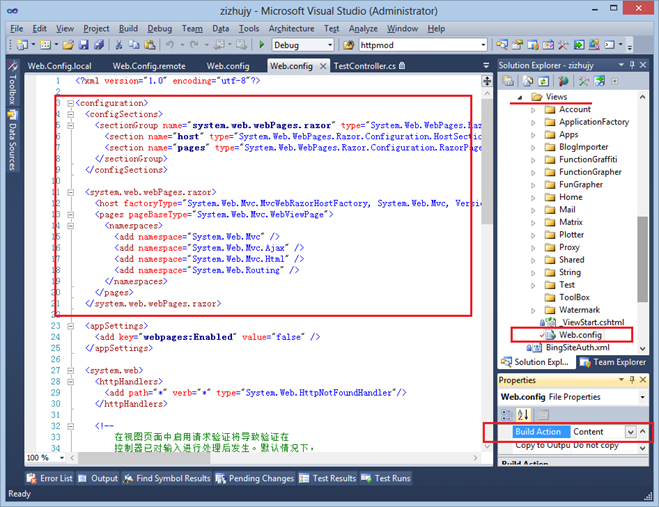 zizhujy - Microsoft Visual Studio (Administrator)
File Edit View Project Build Debug Team Data Tools Architecture Test Analyze Window Help
Debug httpmod
Web.Config.local Web.Config.remote Web.config Web.config TestController.cs
Toolbox
Data Sources
1 <?xml version="1.0" encoding="utf-8"?>
2
3 <configuration>
4 <configSections>
5 <sectionGroup name="system.web.webPages.razor" type="System.Web.WebPages.Raz
6 <section name="host" type="System.Web.WebPages.Razor.Configuration.HostSectio
7 <section name="pages" type="System.Web.WebPages.Razor.Configuration.RazorPage
8 </sectionGroup>
9 </configSections>
10
11 <system.web.webPages.razor>
12 <host factoryType="System.Web.Mvc.MvcWebRazorHostFactory, System.Web.Mvc, Versio
13 <pages pageBaseType="System.Web.Mvc.WebViewPage">
14 <namespaces>
15 <add namespace="System.Web.Mvc" />
16 <add namespace="System.Web.Mvc.Ajax" />
17 <add namespace="System.Web.Mvc.Html" />
18 <add namespace="System.Web.Routing" />
19 </namespaces>
20 </pages>
21 </system.web.webPages.razor>
22
23 <appSettings>
24 <add key="webpages:Enabled" value="false" />
25 </appSettings>
26
27 <system.web>
28 <httpHandlers>
29 <add path="*" verb="*" type="System.Web.HttpNotFoundHandler"/>
30 </httpHandlers>
31
32 <!--
33 在视图页面中启用请求验证将导致验证在
34 控制器已对输入进行处理后发生。默认情况下，
100 %
Solution Explorer - zizhujy
Views
Account
ApplicationFactory
Apps
BlogImporter
FunctionGraffiti
FunctionGrapher
FunGrapher
Home
Mail
Matrix
Plotter
Proxy
Shared
String
Test
ToolBox
Watermark
_ViewStart.cshtml
Web.config
BingSiteAuth.xml
Solution Expl... Team Explorer
Properties
Web.config File Properties
Build Action Content
Copy to Outpu Do not copy
Build Action
Error List Output Find Symbol Results Pending Changes Test Results Test Runs
Ready